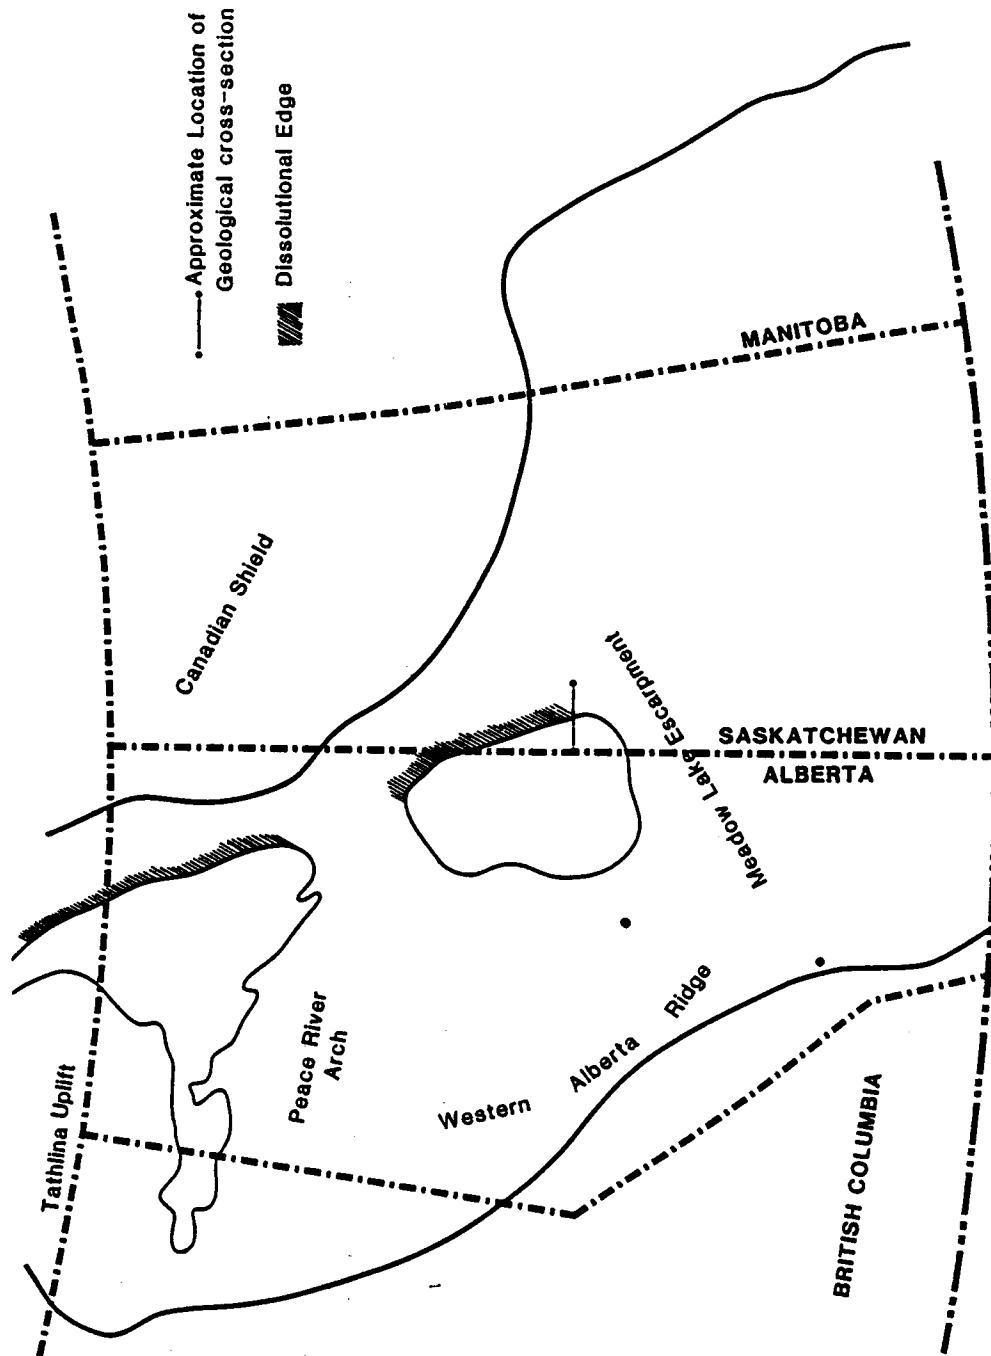 Approximate Location of
Geological cross-section
Dissolutional Edge
Canadian Shield
MANITOBA
Meadow Lake Escarpment
SASKATCHEWAN
ALBERTA
Tathlina Uplift
Peace River
Arch
Western Alberta Ridge
BRITISH COLUMBIA